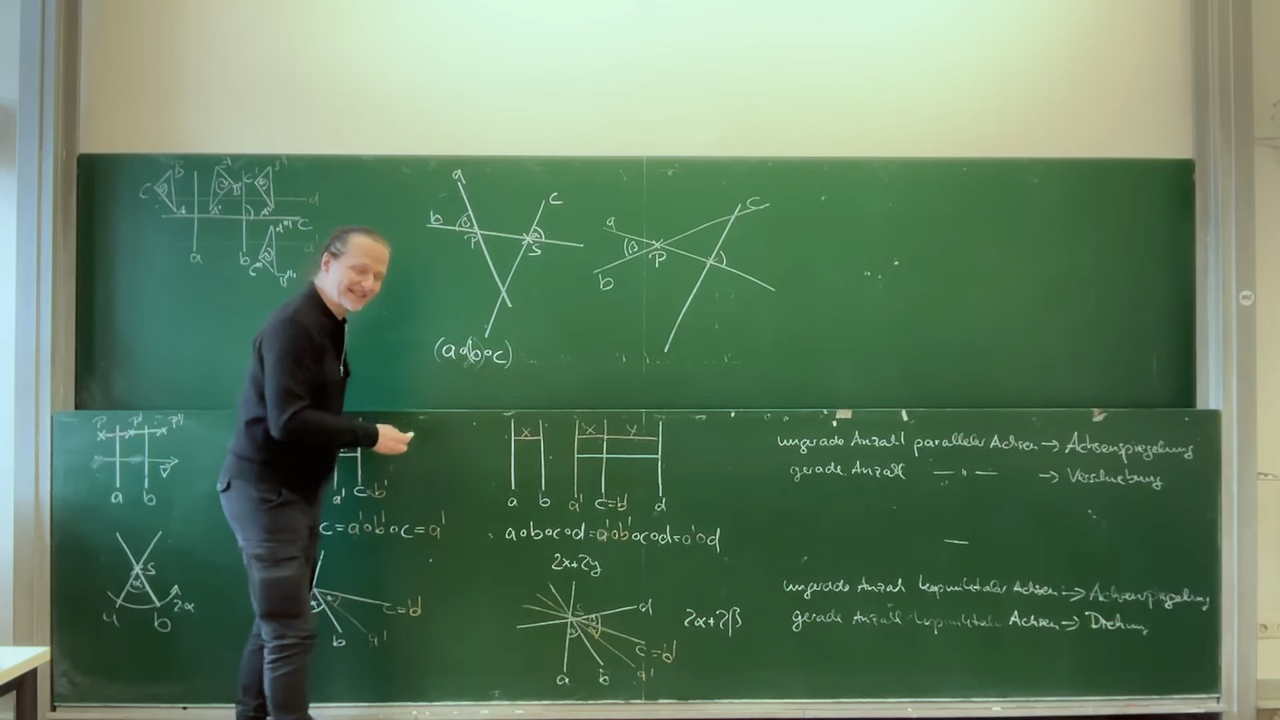 B
C
A
d
c
a
b
a
b
c
β
P
S
a
b
c
β
P
(a∘(b)∘c)
P P' P''
a b
a' c=b'
x
x y
a b a' c=b' d
ungerade Anzahl paralleler Achsen → Achsenspiegelung
gerade Anzahl — " — → Verschiebung
c=a'∘b'∘c=a'
a∘b∘c∘d=a'∘b'∘c∘d=a'∘d
2x+2y
S
α
a b
2α
c=b'
b a'
S
d
c=b'
a b a'
2α+2β
—
ungerade Anzahl kopunktaler Achsen → Achsenspiegelung
gerade Anzahl kopunktaler Achsen → Drehung